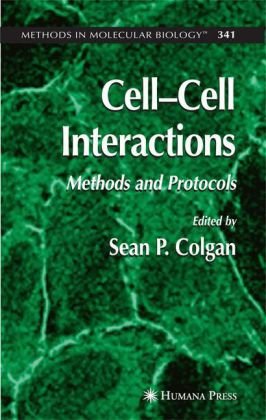 METHODS IN MOLECULAR BIOLOGY™ 341
Cell–Cell
Interactions
Methods and Protocols
Edited by
Sean P. Colgan
HUMANA PRESS